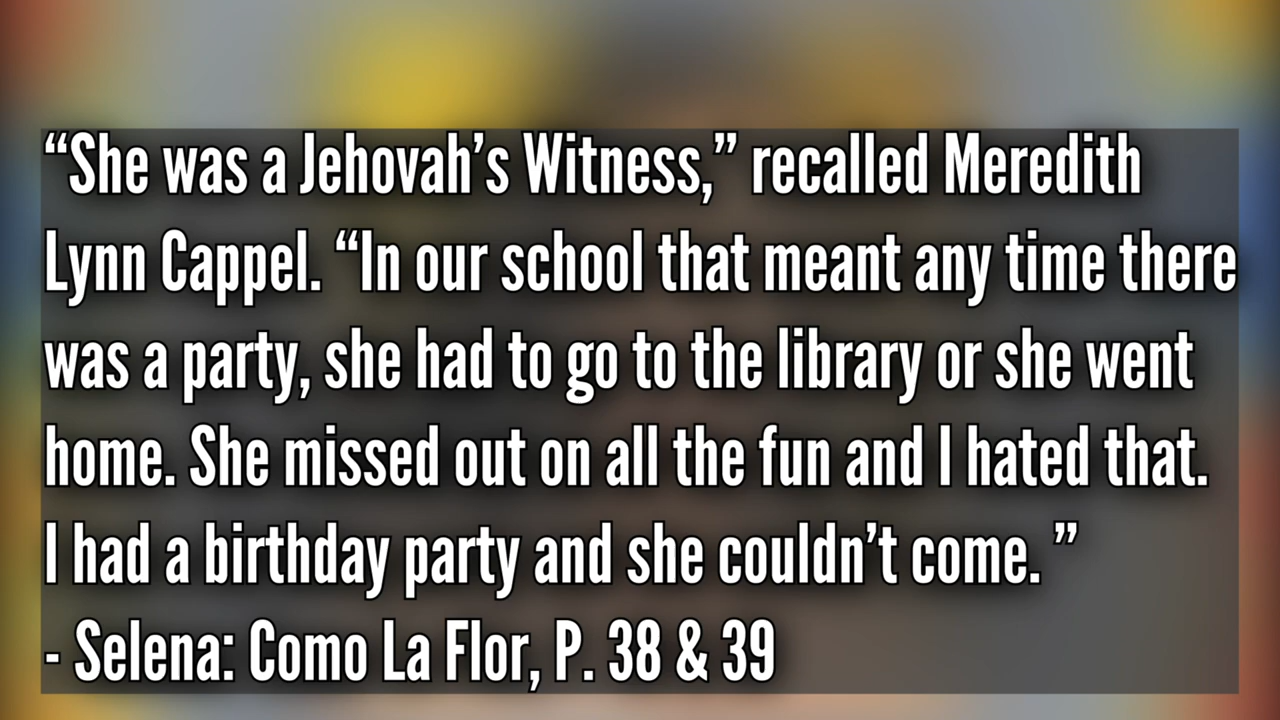 “She was a Jehovah’s Witness,” recalled Meredith
Lynn Cappel. “In our school that meant any time there
was a party, she had to go to the library or she went
home. She missed out on all the fun and I hated that.
I had a birthday party and she couldn’t come. ”
- Selena: Como La Flor, P. 38 & 39